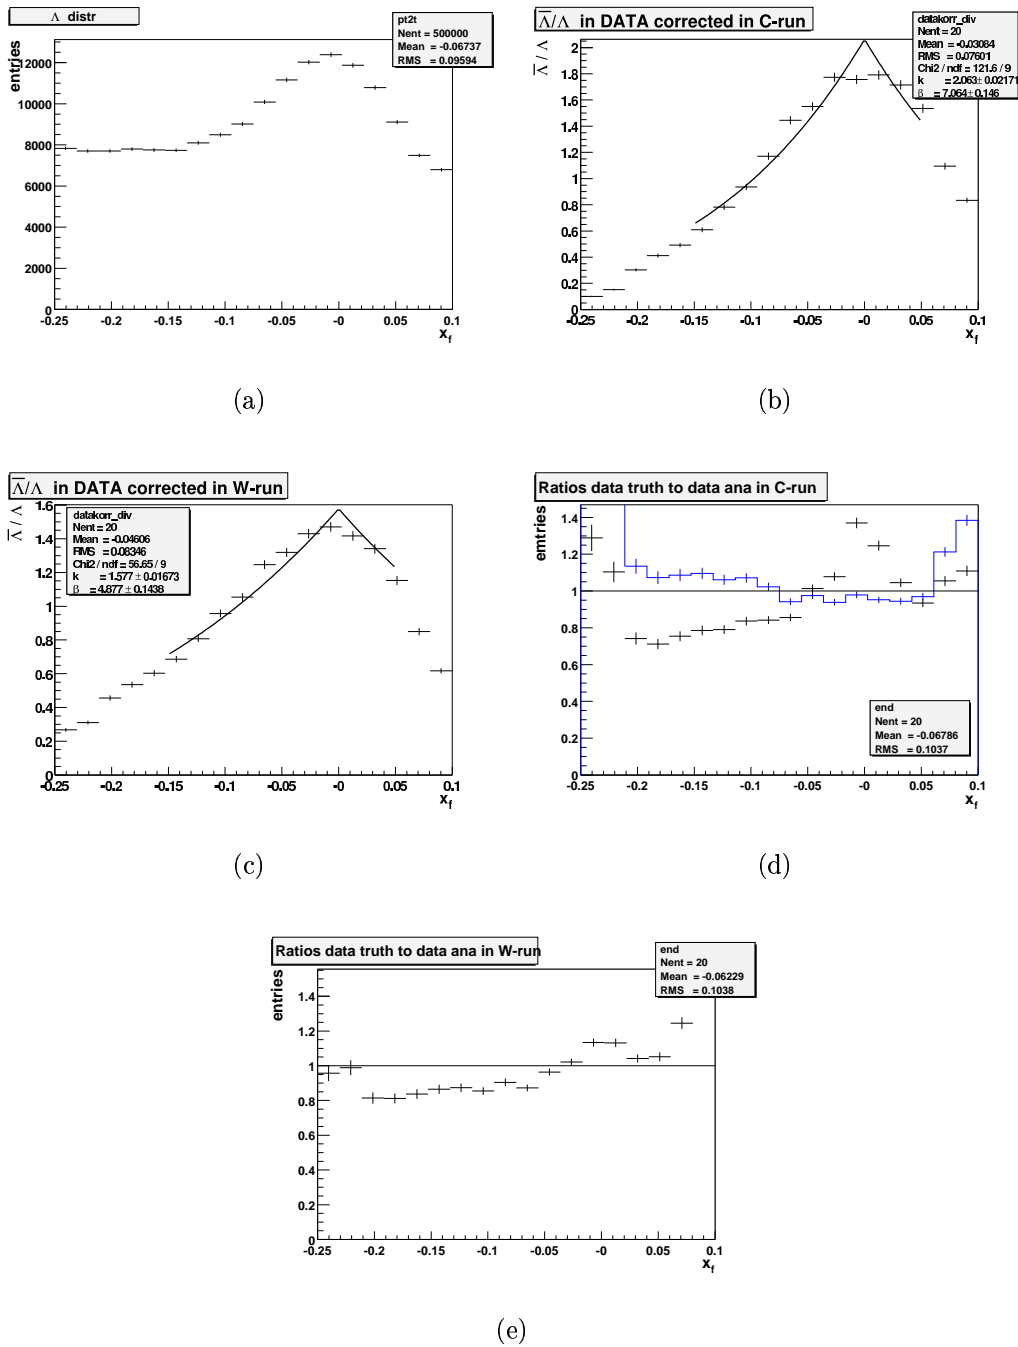 Λ distr
pt2t
Nent = 500000
Mean = -0.06737
RMS = 0.09594
entries
12000
10000
8000
6000
4000
2000
0
-0.25 -0.2 -0.15 -0.1 -0.05 -0 0.05 0.1
x_f
(a)
Λ̅/Λ in DATA corrected in C-run
datakorr_div
Nent = 20
Mean = -0.03084
RMS = 0.07601
Chi2 / ndf = 121.6 / 9
k = 2.063 ± 0.02171
β = 7.064 ± 0.146
Λ̅ / Λ
2
1.8
1.6
1.4
1.2
1
0.8
0.6
0.4
0.2
0
-0.25 -0.2 -0.15 -0.1 -0.05 -0 0.05 0.1
x_f
(b)
Λ̅/Λ in DATA corrected in W-run
datakorr_div
Nent = 20
Mean = -0.04606
RMS = 0.08346
Chi2 / ndf = 56.65 / 9
k = 1.577 ± 0.01673
β = 4.877 ± 0.1438
Λ̅ / Λ
1.6
1.4
1.2
1
0.8
0.6
0.4
0.2
0
-0.25 -0.2 -0.15 -0.1 -0.05 -0 0.05 0.1
x_f
(c)
Ratios data truth to data ana in C-run
entries
1.4
1.2
1
0.8
0.6
0.4
0.2
0
end
Nent = 20
Mean = -0.06786
RMS = 0.1037
-0.25 -0.2 -0.15 -0.1 -0.05 -0 0.05 0.1
x_f
(d)
Ratios data truth to data ana in W-run
end
Nent = 20
Mean = -0.06229
RMS = 0.1038
entries
1.4
1.2
1
0.8
0.6
0.4
0.2
0
-0.25 -0.2 -0.15 -0.1 -0.05 -0 0.05 0.1
x_f
(e)